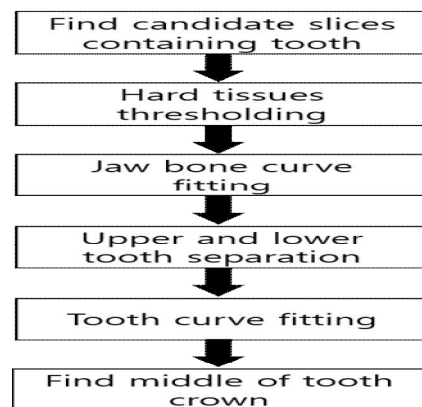 Find candidate slices
containing tooth
Hard tissues
thresholding
Jaw bone curve
fitting
Upper and lower
tooth separation
Tooth curve fitting
Find middle of tooth
crown